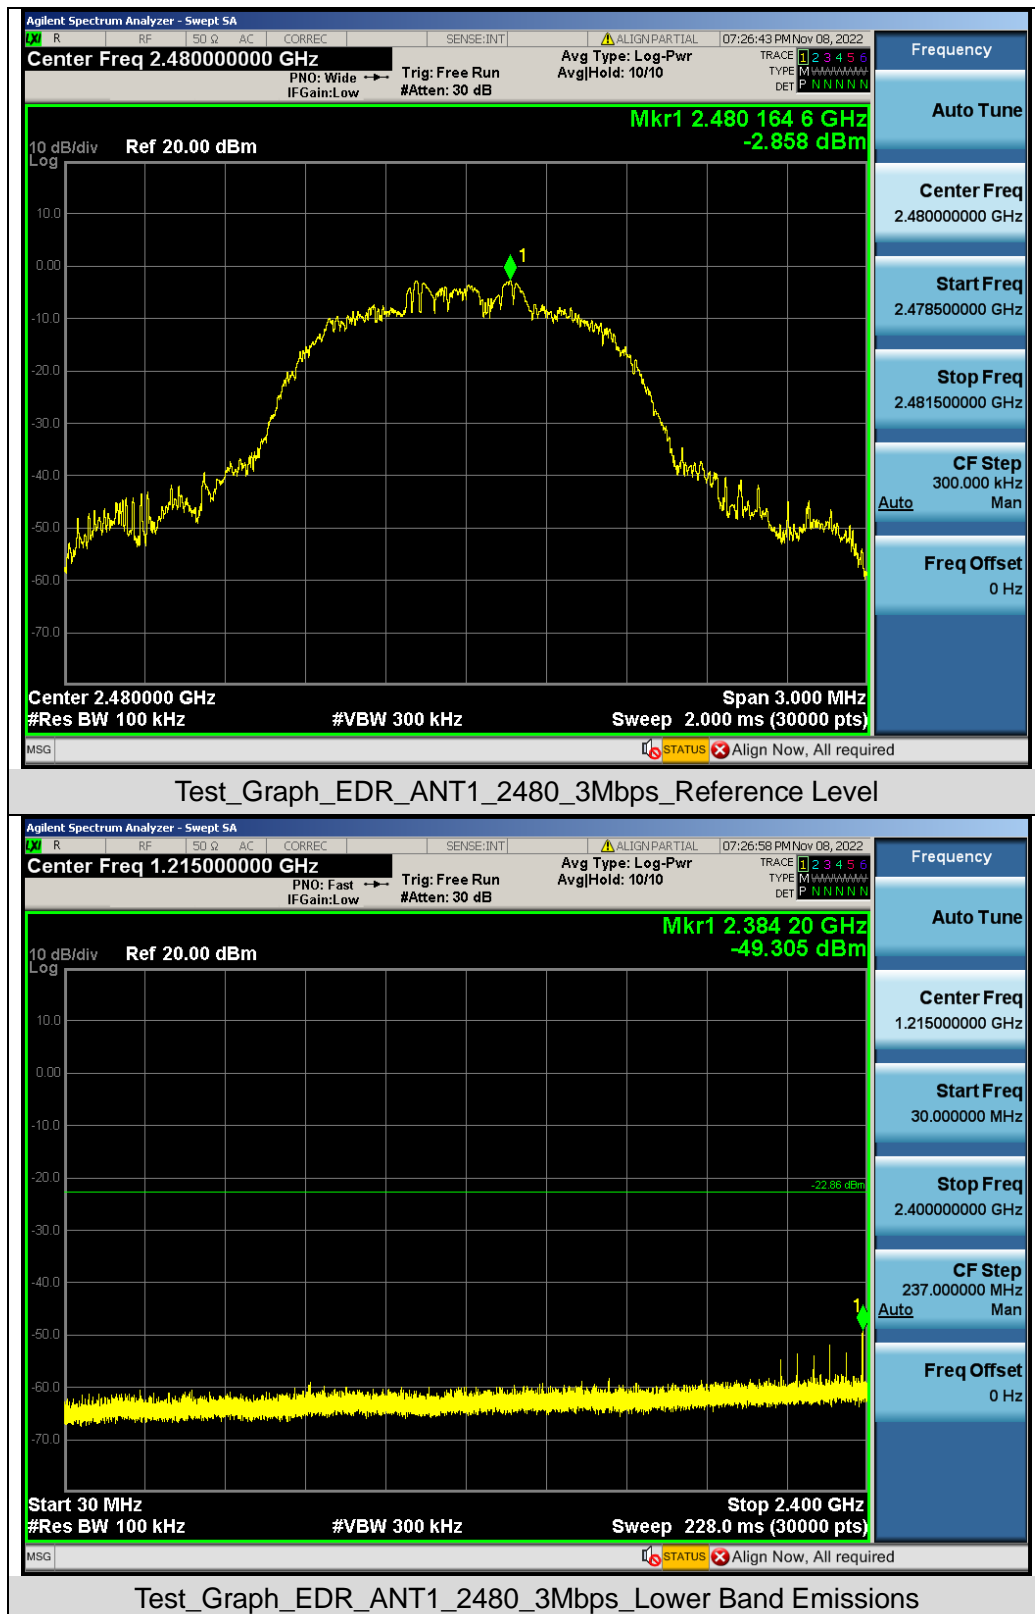 Agilent Spectrum Analyzer - Swept SA
LXI R RF 50 Ω AC CORREC SENSE:INT ALIGN PARTIAL 07:26:43 PM Nov 08, 2022
Center Freq 2.480000000 GHz
PNO: Wide
IFGain:Low
Trig: Free Run
#Atten: 30 dB
Avg Type: Log-Pwr
Avg|Hold: 10/10
TRACE 1 2 3 4 5 6
TYPE M WWWWW
DET P N N N N N
Mkr1 2.480 164 6 GHz
-2.858 dBm
10 dB/div Ref 20.00 dBm
Log
10.0
0.00
-10.0
-20.0
-30.0
-40.0
-50.0
-60.0
-70.0
1
Center 2.480000 GHz Span 3.000 MHz
#Res BW 100 kHz #VBW 300 kHz Sweep 2.000 ms (30000 pts)
MSG STATUS Align Now, All required
Frequency
Auto Tune
Center Freq
2.480000000 GHz
Start Freq
2.478500000 GHz
Stop Freq
2.481500000 GHz
CF Step
300.000 kHz
Auto Man
Freq Offset
0 Hz
Test_Graph_EDR_ANT1_2480_3Mbps_Reference Level
Agilent Spectrum Analyzer - Swept SA
LXI R RF 50 Ω AC CORREC SENSE:INT ALIGN PARTIAL 07:26:58 PM Nov 08, 2022
Center Freq 1.215000000 GHz
PNO: Fast
IFGain:Low
Trig: Free Run
#Atten: 30 dB
Avg Type: Log-Pwr
Avg|Hold: 10/10
TRACE 1 2 3 4 5 6
TYPE M WWWWW
DET P N N N N N
Mkr1 2.384 20 GHz
-49.305 dBm
10 dB/div Ref 20.00 dBm
Log
10.0
0.00
-10.0
-20.0
-22.86 dBm
-30.0
-40.0
-50.0
-60.0
-70.0
1
Start 30 MHz Stop 2.400 GHz
#Res BW 100 kHz #VBW 300 kHz Sweep 228.0 ms (30000 pts)
MSG STATUS Align Now, All required
Frequency
Auto Tune
Center Freq
1.215000000 GHz
Start Freq
30.000000 MHz
Stop Freq
2.400000000 GHz
CF Step
237.000000 MHz
Auto Man
Freq Offset
0 Hz
Test_Graph_EDR_ANT1_2480_3Mbps_Lower Band Emissions